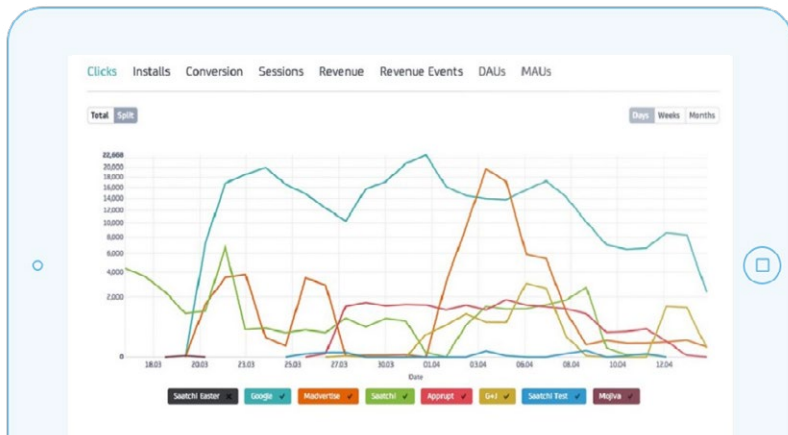 Clicks Installs Conversion Sessions Revenue Revenue Events DAUs MAUs
Total Split Days Weeks Months
22,668
20,000
18,000
16,000
14,000
12,000
10,000
8,000
6,000
4,000
2,000
0
18.03 20.03 21.03 23.03 25.03 27.03 30.03 01.04 03.04 06.04 08.04 10.04 12.04
Date
Saatchi Easter x Google ✓ Madvertise ✓ Saatchi ✓ Apprupt ✓ G+J ✓ Saatchi Test ✓ Mojiva ✓